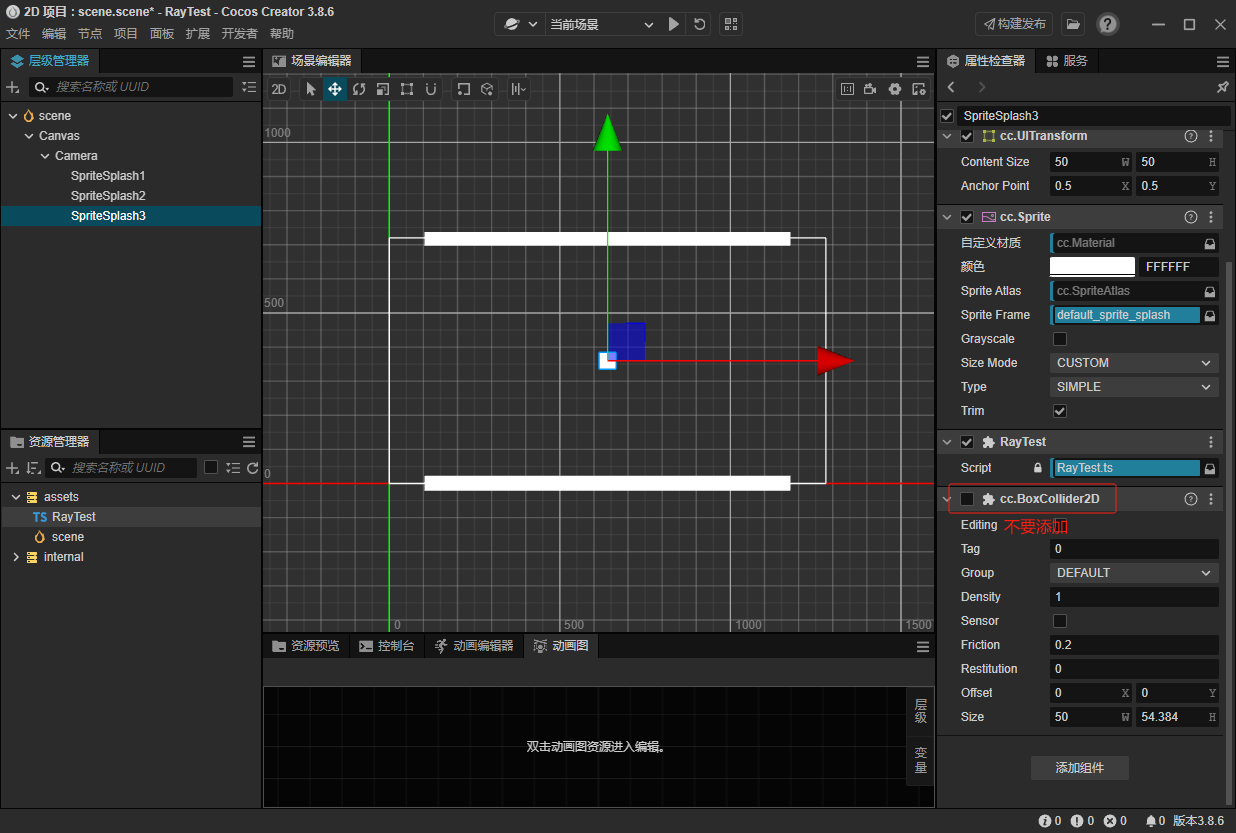 2D 项目 : scene.scene* - RayTest - Cocos Creator 3.8.6
文件 编辑 节点 项目 面板 扩展 开发者 帮助
当前场景
构建发布
层级管理器
搜索名称或 UUID
scene
Canvas
Camera
SpriteSplash1
SpriteSplash2
SpriteSplash3
资源管理器
搜索名称或 UUID
assets
TS RayTest
scene
internal
场景编辑器
2D
1000
500
0
0 500 1000 1500
资源预览 控制台 动画编辑器 动画图
双击动画图资源进入编辑。
层级
变量
属性检查器 服务
SpriteSplash3
cc.UITransform
Content Size 50 W 50 H
Anchor Point 0.5 X 0.5 Y
cc.Sprite
自定义材质 cc.Material
颜色 FFFFFF
Sprite Atlas cc.SpriteAtlas
Sprite Frame default_sprite_splash
Grayscale
Size Mode CUSTOM
Type SIMPLE
Trim
RayTest
Script RayTest.ts
cc.BoxCollider2D
Editing 不要添加
Tag 0
Group DEFAULT
Density 1
Sensor
Friction 0.2
Restitution 0
Offset 0 X 0 Y
Size 50 W 54.384 H
添加组件
0 0 0 0 版本3.8.6